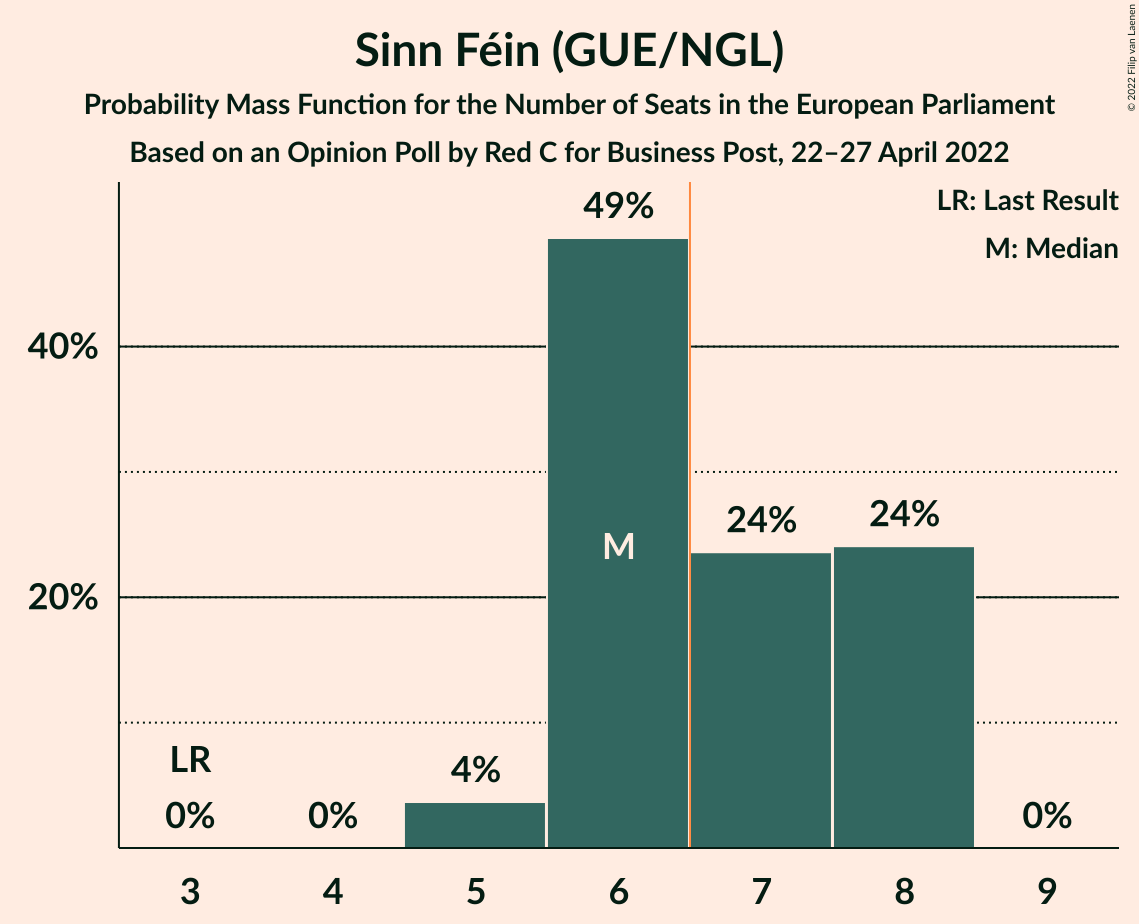 Sinn Féin (GUE/NGL)
Probability Mass Function for the Number of Seats in the European Parliament
Based on an Opinion Poll by Red C for Business Post, 22–27 April 2022
© 2022 Filip van Laenen
LR: Last Result
M: Median
49%
40%
24%
24%
M
20%
LR
4%
0%
0%
0%
3
4
5
6
7
8
9